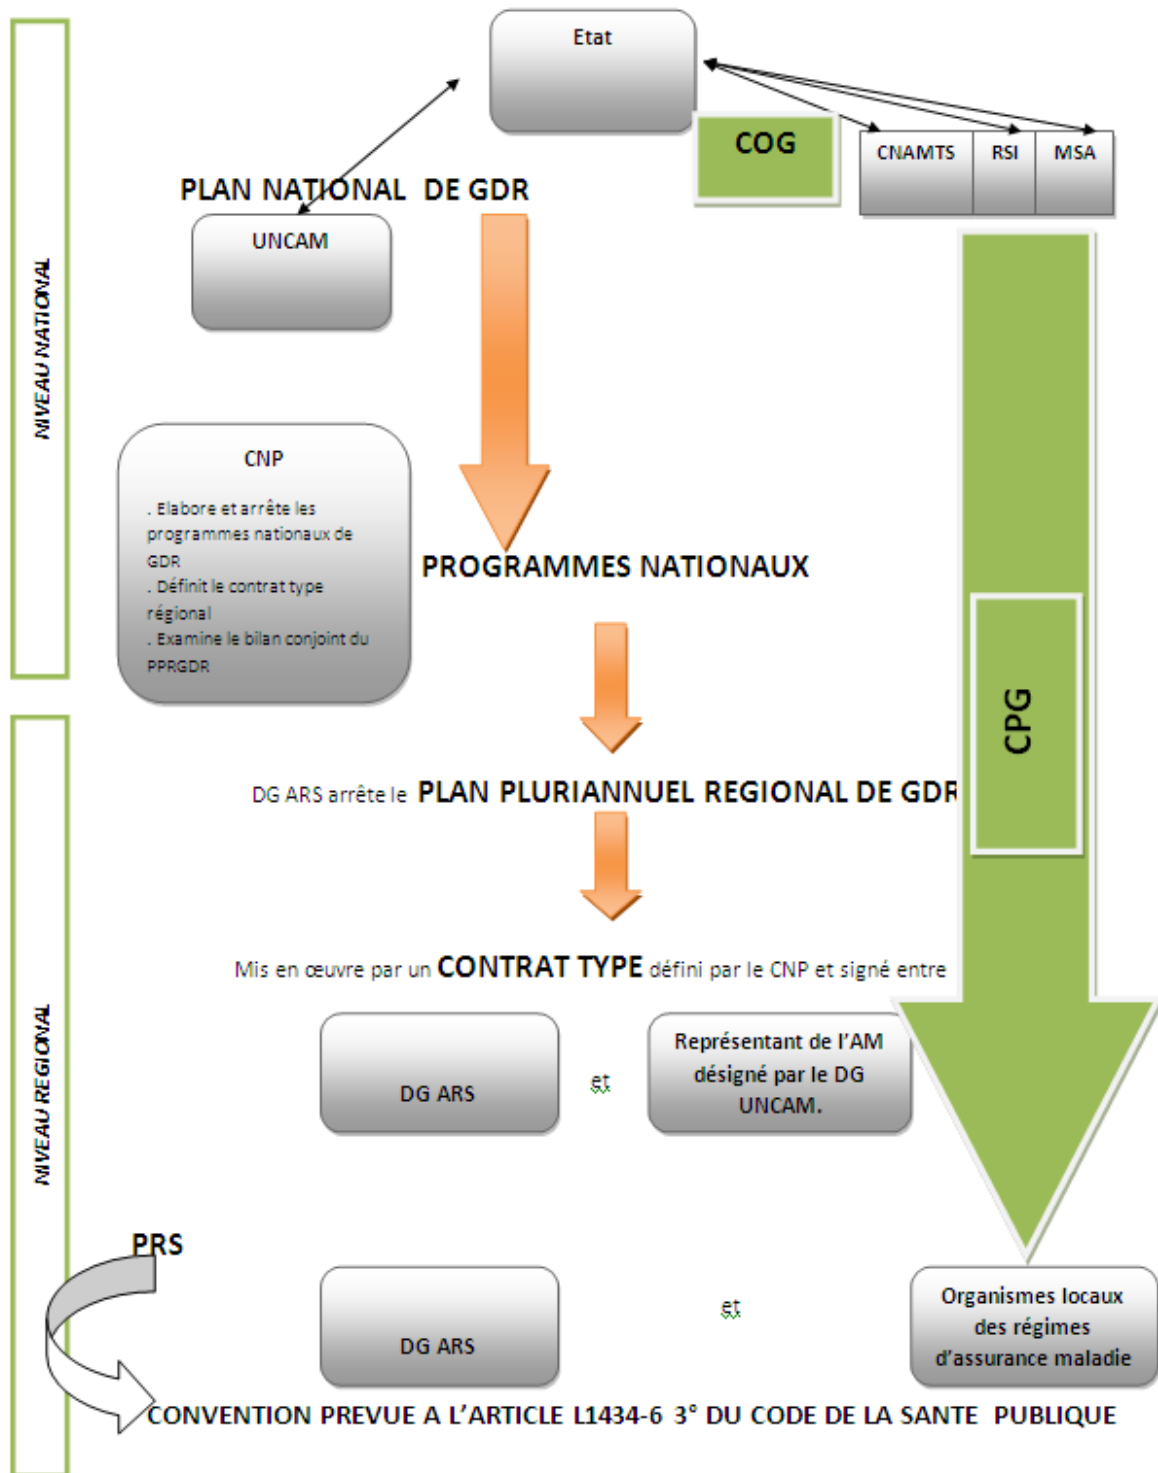 NIVEAU NATIONAL
Etat
COG
CNAMTS
RSI
MSA
PLAN NATIONAL DE GDR
UNCAM
CNP
. Elabore et arrête les
programmes nationaux de
GDR
. Définit le contrat type
régional
. Examine le bilan conjoint du
PPRGDR
PROGRAMMES NATIONAUX
CPG
NIVEAU REGIONAL
DG ARS arrête le PLAN PLURIANNUEL REGIONAL DE GDR
Mis en œuvre par un CONTRAT TYPE défini par le CNP et signé entre
DG ARS
et
Représentant de l'AM
désigné par le DG
UNCAM.
PRS
DG ARS
et
Organismes locaux
des régimes
d'assurance maladie
CONVENTION PREVUE A L'ARTICLE L1434-6 3° DU CODE DE LA SANTE PUBLIQUE